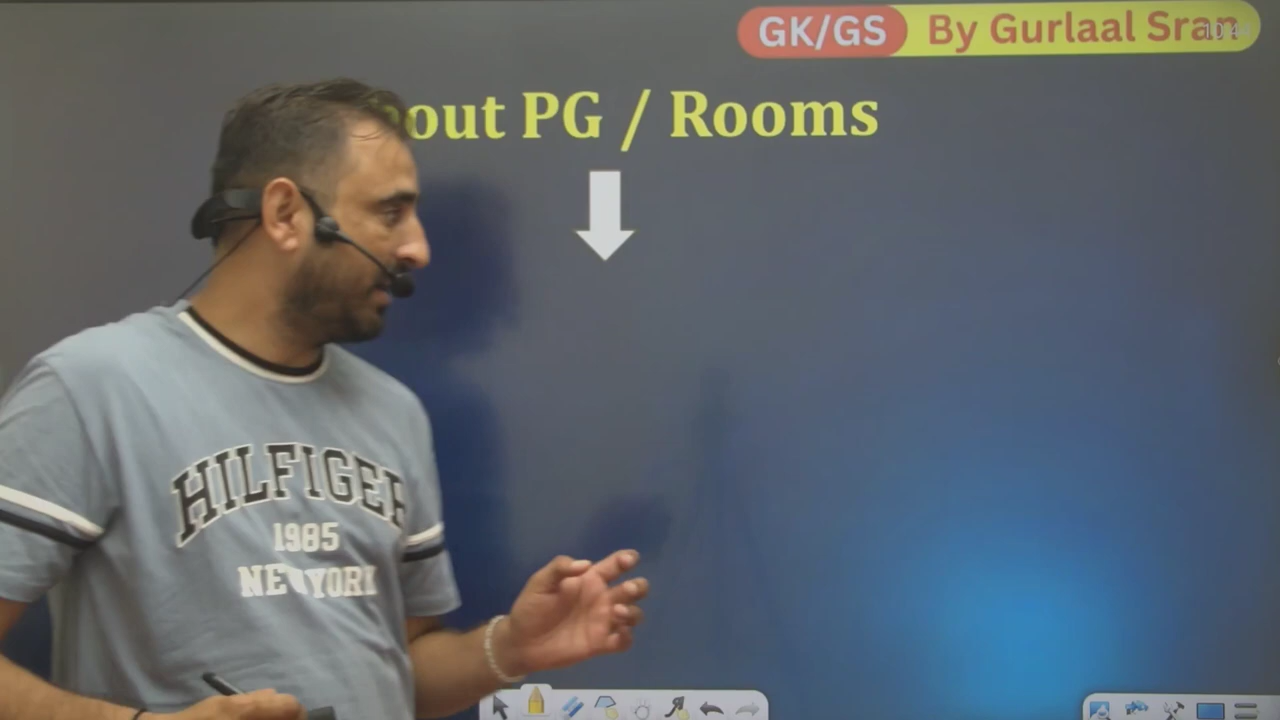 GK/GS By Gurlaal Sran
out PG / Rooms
HILFIGER
1985
NEW YORK